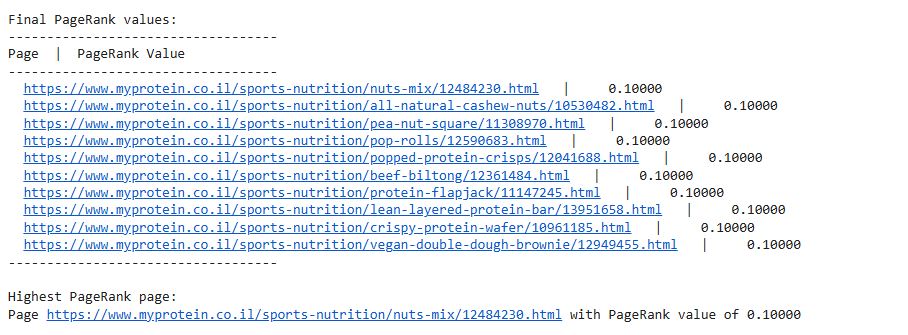 Final PageRank values:
-----------------------------------
Page  |  PageRank Value
-----------------------------------
https://www.myprotein.co.il/sports-nutrition/nuts-mix/12484230.html   |     0.10000
https://www.myprotein.co.il/sports-nutrition/all-natural-cashew-nuts/10530482.html   |     0.10000
https://www.myprotein.co.il/sports-nutrition/pea-nut-square/11308970.html   |     0.10000
https://www.myprotein.co.il/sports-nutrition/pop-rolls/12590683.html   |     0.10000
https://www.myprotein.co.il/sports-nutrition/popped-protein-crisps/12041688.html   |     0.10000
https://www.myprotein.co.il/sports-nutrition/beef-biltong/12361484.html   |     0.10000
https://www.myprotein.co.il/sports-nutrition/protein-flapjack/11147245.html   |     0.10000
https://www.myprotein.co.il/sports-nutrition/lean-layered-protein-bar/13951658.html   |     0.10000
https://www.myprotein.co.il/sports-nutrition/crispy-protein-wafer/10961185.html   |     0.10000
https://www.myprotein.co.il/sports-nutrition/vegan-double-dough-brownie/12949455.html   |     0.10000
-----------------------------------
Highest PageRank page:
Page https://www.myprotein.co.il/sports-nutrition/nuts-mix/12484230.html with PageRank value of 0.10000